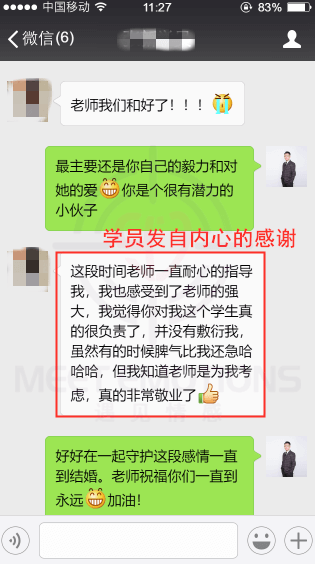 中国移动 11:27 83%
微信(6)
老师我们和好了！！！
最主要还是你自己的毅力和对
她的爱 你是个很有潜力的
小伙子
学员发自内心的感谢
这段时间老师一直耐心的指导
我，我也感受到了老师的强
大，我觉得你对我这个学生真
的很负责了，并没有敷衍我，
虽然有的时候脾气比我还急哈
哈哈，但我知道老师是为我考
虑，真的非常敬业了
遇见情感
好好在一起守护这段感情一直
到结婚。老师祝福你们一直到
永远 加油！